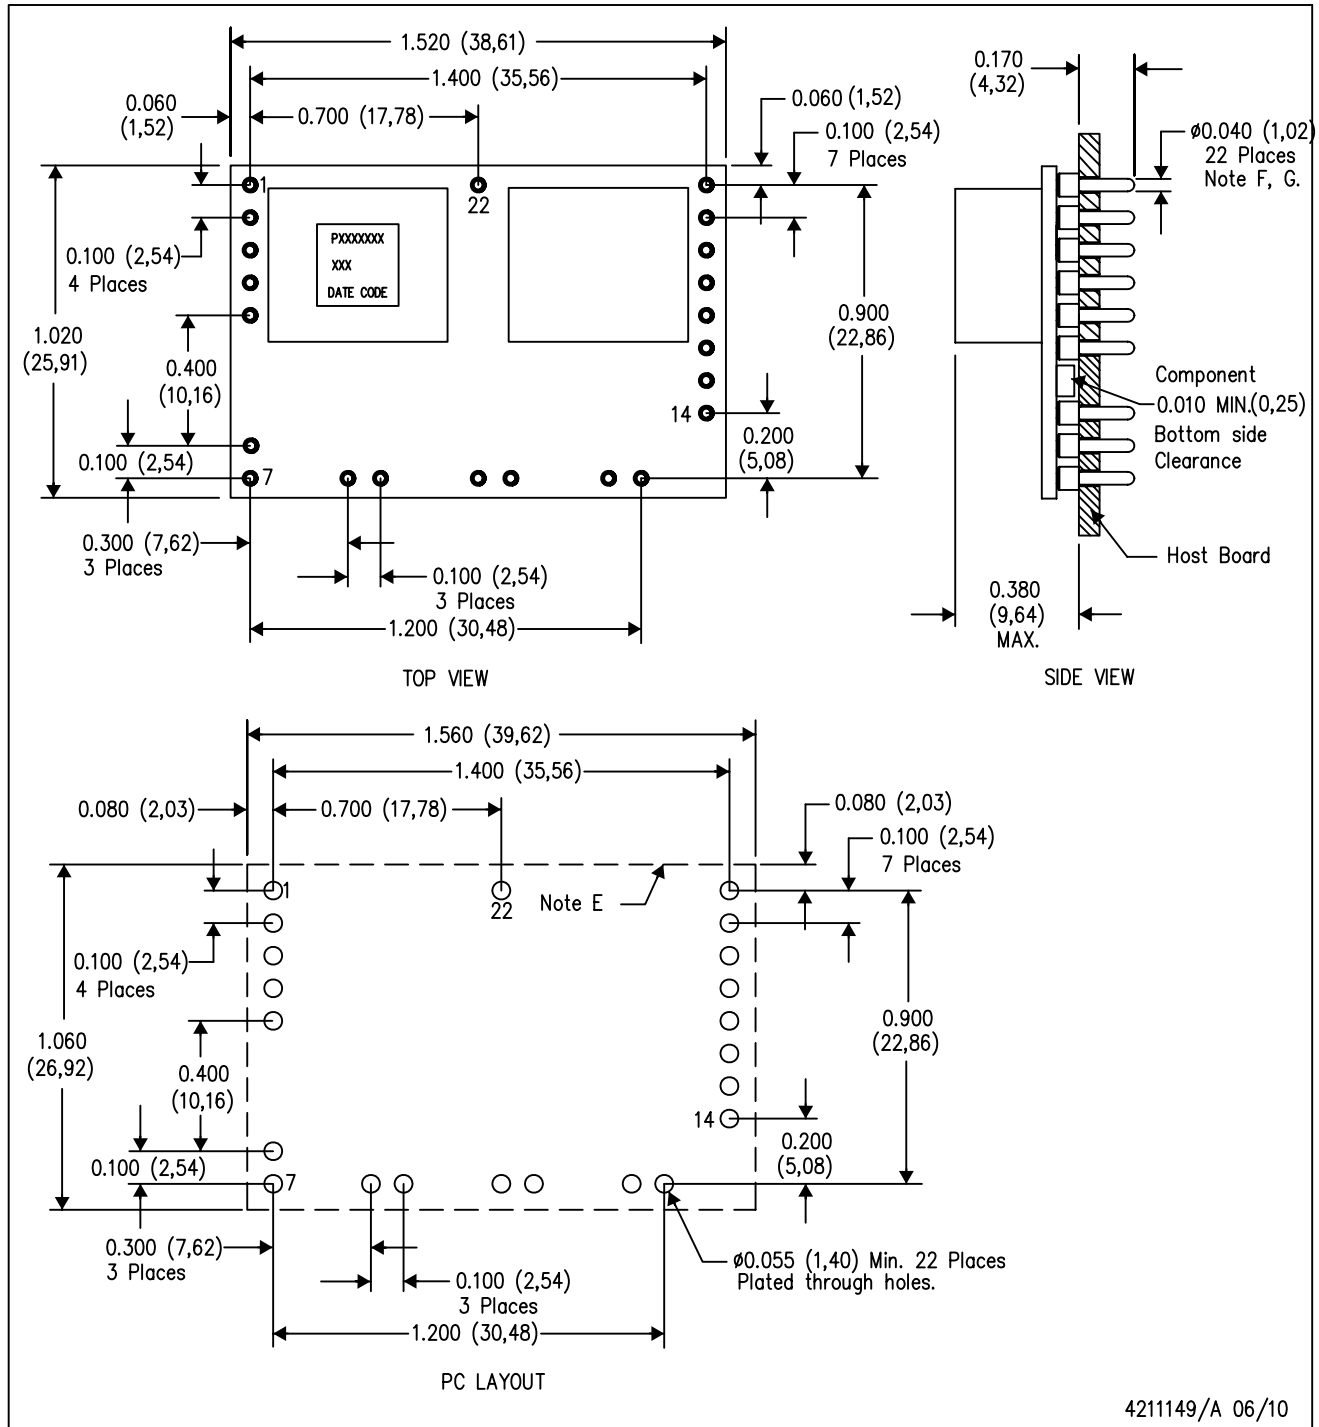 1.520 (38,61)
1.400 (35,56)
0.060
(1,52)
0.700 (17,78)
0.060 (1,52)
0.100 (2,54)
7 Places
1
22
PXXXXXXX
XXX
DATE CODE
0.100 (2,54)
4 Places
1.020
(25,91)
0.400
(10,16)
0.900
(22,86)
14
0.200
(5,08)
0.100 (2,54)
7
0.300 (7,62)
3 Places
0.100 (2,54)
3 Places
1.200 (30,48)
TOP VIEW
0.170
(4,32)
ø0.040 (1,02)
22 Places
Note F, G.
Component
0.010 MIN.(0,25)
Bottom side
Clearance
Host Board
0.380
(9,64)
MAX.
SIDE VIEW
1.560 (39,62)
1.400 (35,56)
0.080 (2,03)
0.700 (17,78)
0.080 (2,03)
0.100 (2,54)
7 Places
1
22
Note E
0.100 (2,54)
4 Places
1.060
(26,92)
0.400
(10,16)
0.900
(22,86)
14
0.200
(5,08)
0.100 (2,54)
7
0.300 (7,62)
3 Places
0.100 (2,54)
3 Places
ø0.055 (1,40) Min. 22 Places
Plated through holes.
1.200 (30,48)
PC LAYOUT
4211149/A 06/10